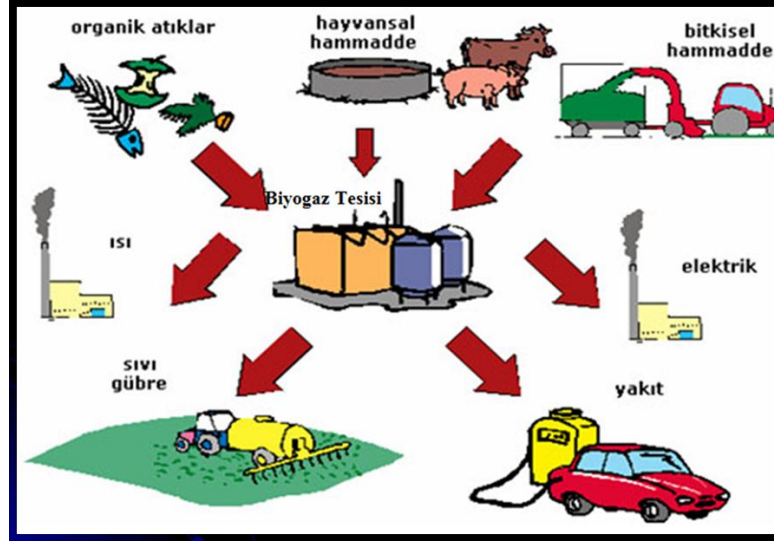 organik atıklar
hayvansal
hammadde
bitkisel
hammadde
Biyogaz Tesisi
ısı
elektrik
sıvı
gübre
yakıt